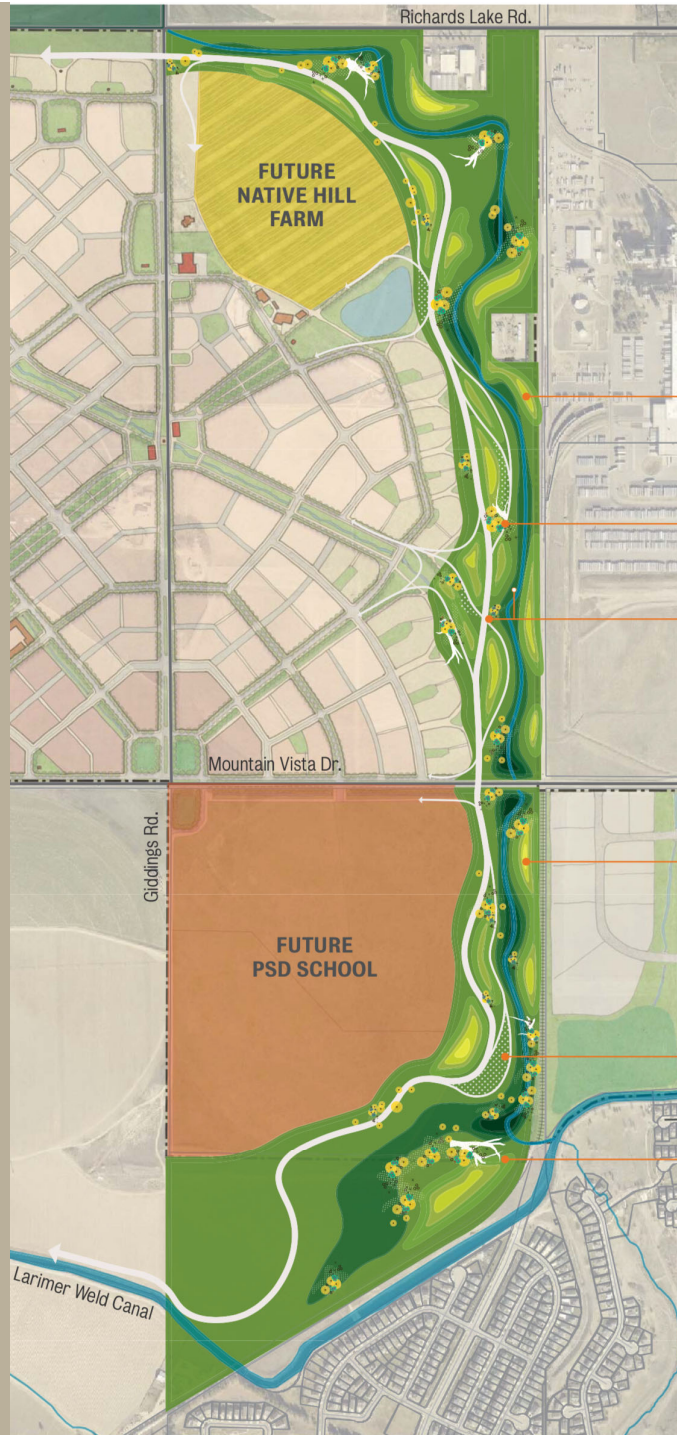 Richards Lake Rd.
FUTURE
NATIVE HILL
FARM
Mountain Vista Dr.
Giddings Rd.
FUTURE
PSD SCHOOL
Larimer Weld Canal